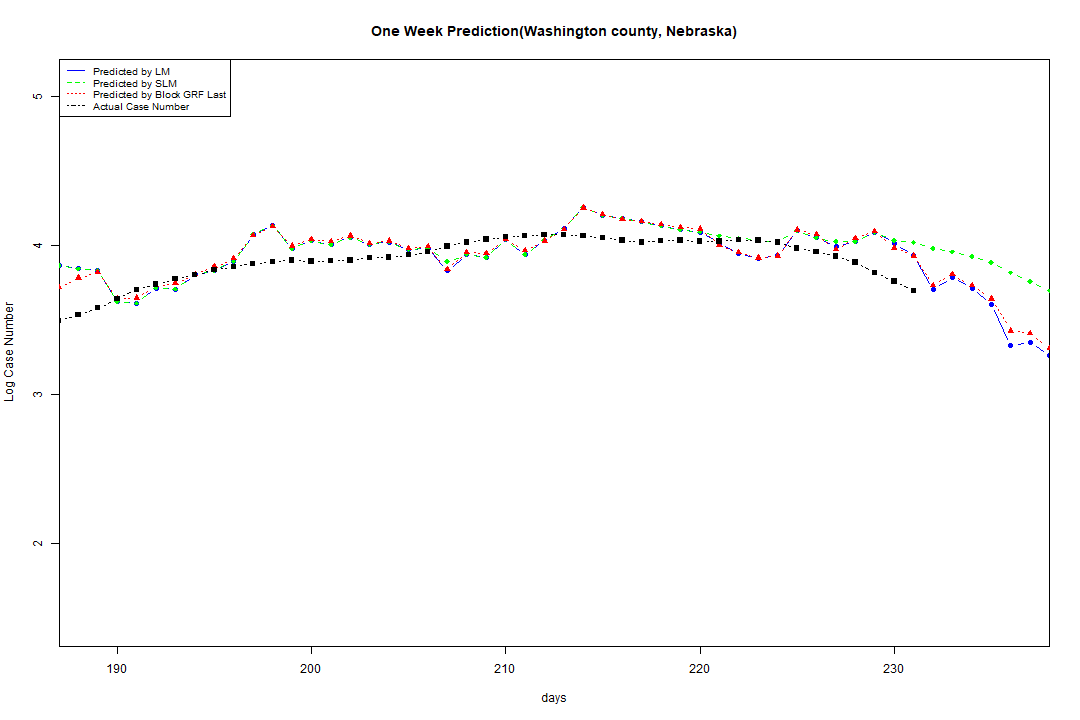 One Week Prediction(Washington county, Nebraska)
Predicted by LM
Predicted by SLM
Predicted by Block GRF Last
Actual Case Number
5
4
3
2
Log Case Number
190 200 210 220 230
days